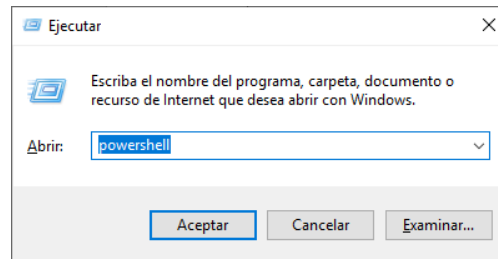 Ejecutar
Escriba el nombre del programa, carpeta, documento o
recurso de Internet que desea abrir con Windows.
Abrir: powershell
Aceptar Cancelar Examinar...